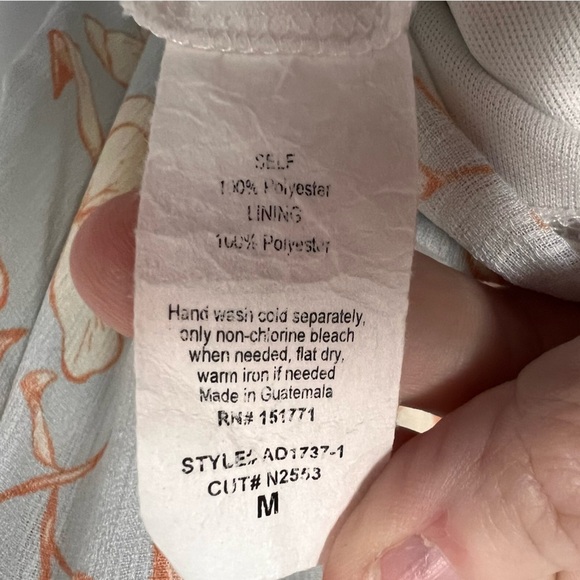 SELF
100% Polyester
LINING
100% Polyester
Hand wash cold separately,
only non-chlorine bleach
when needed, flat dry,
warm iron if needed
Made in Guatemala
RN# 151771
STYLE# AD1737-1
CUT# N2553
M